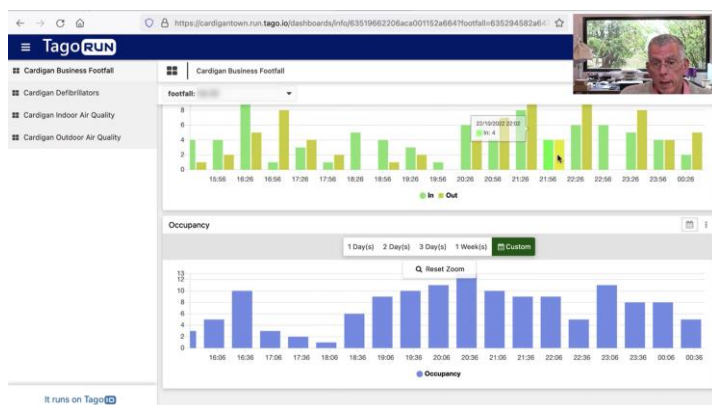 https://cardigantown.run.tago.io/dashboards/info/63519662206aca001152a664?footfall=635294582a64
TagoRUN
Cardigan Business Footfall
Cardigan Defibrillators
Cardigan Indoor Air Quality
Cardigan Outdoor Air Quality
Cardigan Business Footfall
footfall:
8
6
4
2
0
22/10/2022 22:02
In: 4
15:56 16:26 16:56 17:26 17:56 18:26 18:56 19:26 19:56 20:26 20:56 21:26 21:56 22:26 22:56 23:26 23:56 00:26
In Out
Occupancy
1 Day(s) 2 Day(s) 3 Day(s) 1 Week(s) Custom
Reset Zoom
13
12
10
8
6
4
2
0
16:06 16:36 17:06 17:36 18:06 18:36 19:06 19:36 20:06 20:36 21:06 21:36 22:06 22:36 23:06 23:36 00:06 00:36
Occupancy
It runs on TagoIO